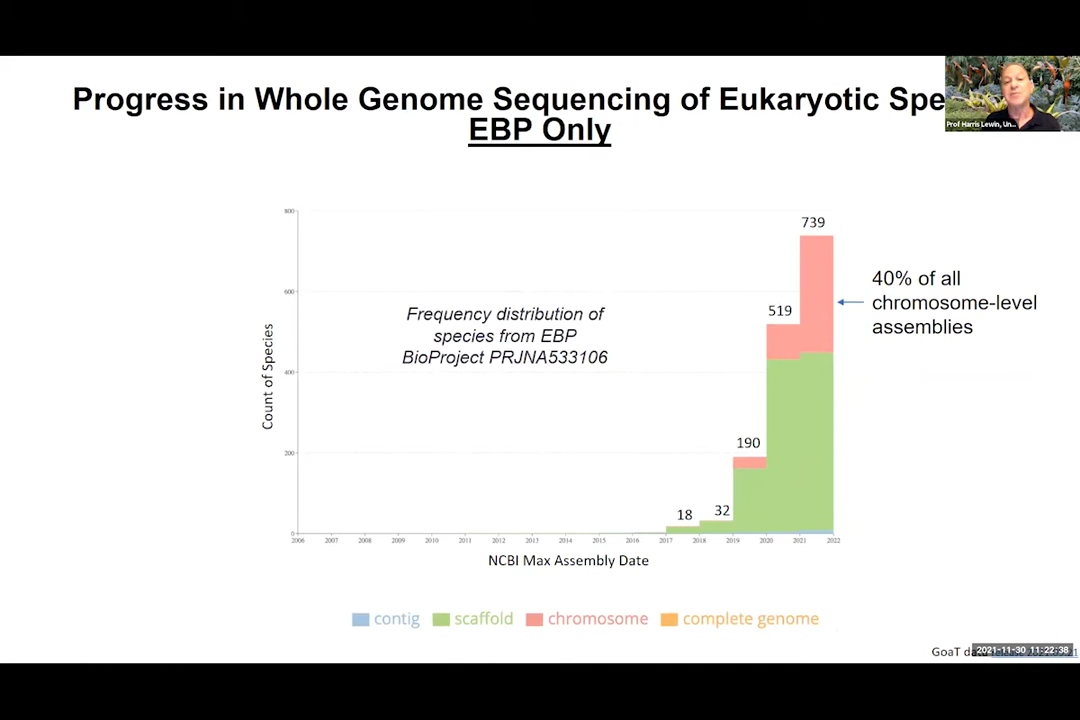 Progress in Whole Genome Sequencing of Eukaryotic Spe
EBP Only
Prof Harris Lewin, Un...
800
600
400
200
0
Count of Species
Frequency distribution of
species from EBP
BioProject PRJNA533106
18
32
190
519
739
40% of all
chromosome-level
assemblies
2006 2007 2008 2009 2010 2011 2012 2013 2014 2015 2016 2017 2018 2019 2020 2021 2022
NCBI Max Assembly Date
contig scaffold chromosome complete genome
GoaT data
2021-11-30 11:22:38